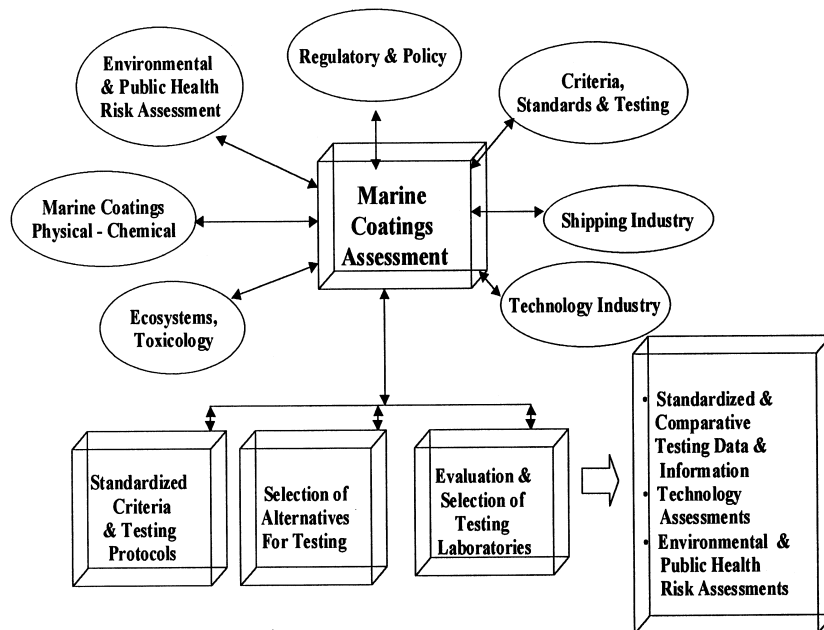 Regulatory & Policy
Environmental
& Public Health
Risk Assessment
Criteria,
Standards & Testing
Marine Coatings
Physical - Chemical
Marine
Coatings
Assessment
Shipping Industry
Ecosystems,
Toxicology
Technology Industry
Standardized
Criteria
& Testing
Protocols
Selection of
Alternatives
For Testing
Evaluation &
Selection of
Testing
Laboratories
• Standardized &
Comparative
Testing Data &
Information
• Technology
Assessments
• Environmental &
Public Health
Risk Assessments